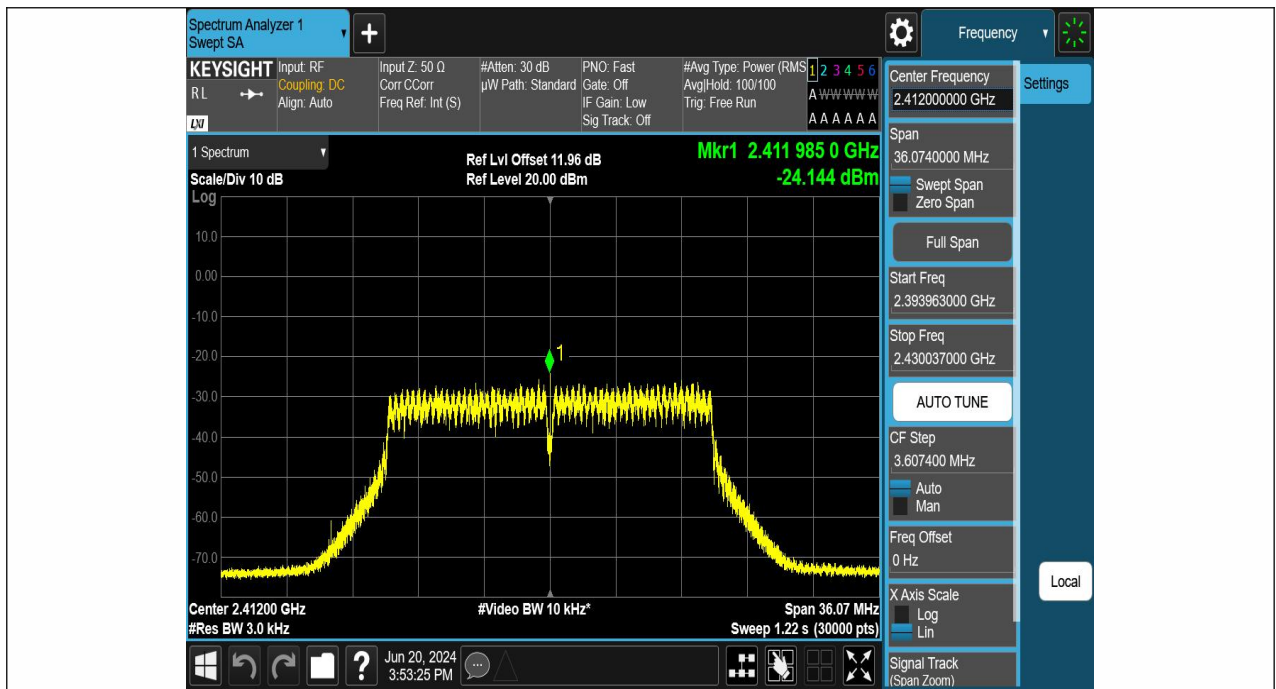 Spectrum Analyzer 1
Swept SA
+
Frequency
KEYSIGHT
R L
LXI
Input: RF
Coupling: DC
Align: Auto
Input Z: 50 Ω
Corr CCorr
Freq Ref: Int (S)
#Atten: 30 dB
µW Path: Standard
PNO: Fast
Gate: Off
IF Gain: Low
Sig Track: Off
#Avg Type: Power (RMS
Avg|Hold: 100/100
Trig: Free Run
1 2 3 4 5 6
A W W W W W
A A A A A A
1 Spectrum
Scale/Div 10 dB
Log
Ref Lvl Offset 11.96 dB
Ref Level 20.00 dBm
Mkr1 2.411 985 0 GHz
-24.144 dBm
10.0
0.00
-10.0
-20.0
-30.0
-40.0
-50.0
-60.0
-70.0
1
Center 2.41200 GHz
#Res BW 3.0 kHz
#Video BW 10 kHz*
Span 36.07 MHz
Sweep 1.22 s (30000 pts)
Center Frequency
2.412000000 GHz
Settings
Span
36.0740000 MHz
Swept Span
Zero Span
Full Span
Start Freq
2.393963000 GHz
Stop Freq
2.430037000 GHz
AUTO TUNE
CF Step
3.607400 MHz
Auto
Man
Freq Offset
0 Hz
X Axis Scale
Log
Lin
Signal Track
(Span Zoom)
Local
?
Jun 20, 2024
3:53:25 PM